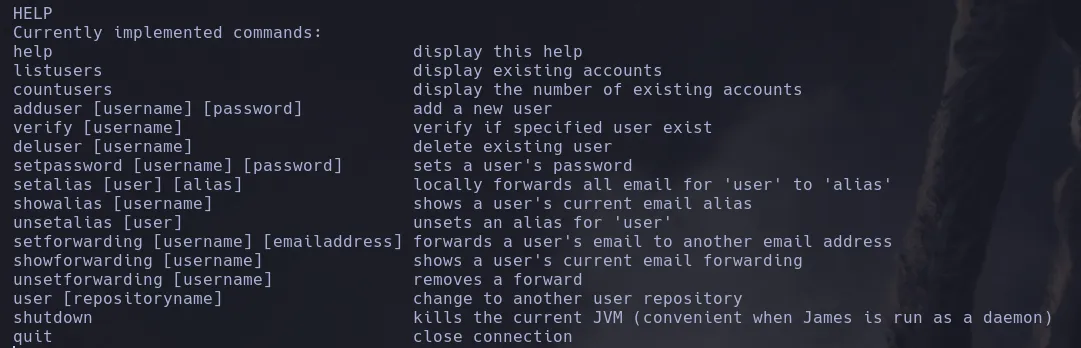 HELP
Currently implemented commands:
help display this help
listusers display existing accounts
countusers display the number of existing accounts
adduser [username] [password] add a new user
verify [username] verify if specified user exist
deluser [username] delete existing user
setpassword [username] [password] sets a user's password
setalias [user] [alias] locally forwards all email for 'user' to 'alias'
showalias [username] shows a user's current email alias
unsetalias [user] unsets an alias for 'user'
setforwarding [username] [emailaddress] forwards a user's email to another email address
showforwarding [username] shows a user's current email forwarding
unsetforwarding [username] removes a forward
user [repositoryname] change to another user repository
shutdown kills the current JVM (convenient when James is run as a daemon)
quit close connection